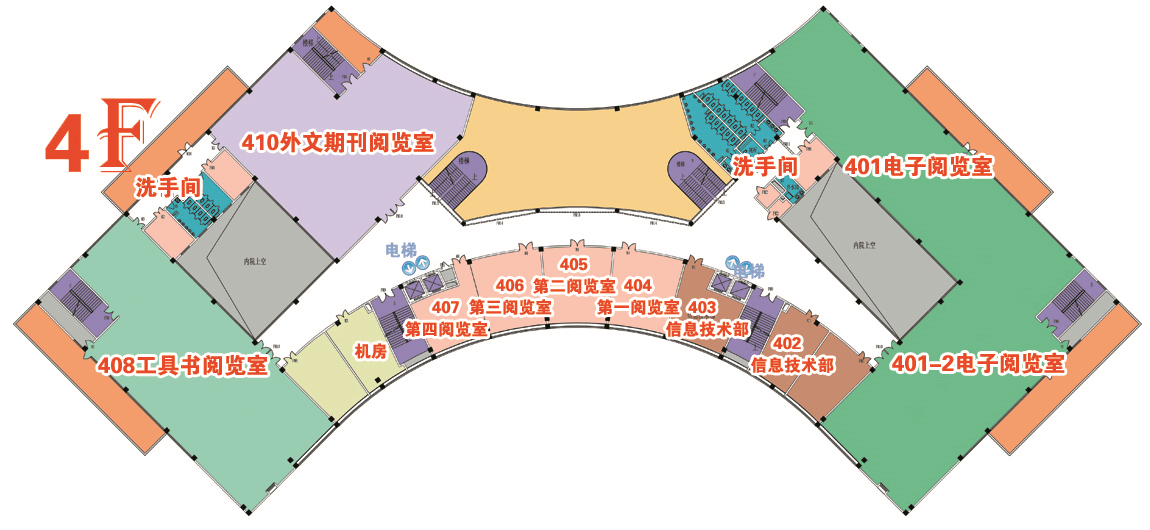 4F
楼梯
上
410外文期刊阅览室
洗手间
楼梯
上
楼梯
上
洗手间
401电子阅览室
内院上空
内院上空
电梯
电梯
405
第二阅览室
406
第三阅览室
404
第一阅览室
407
第四阅览室
403
信息技术部
机房
402
信息技术部
408工具书阅览室
401-2电子阅览室